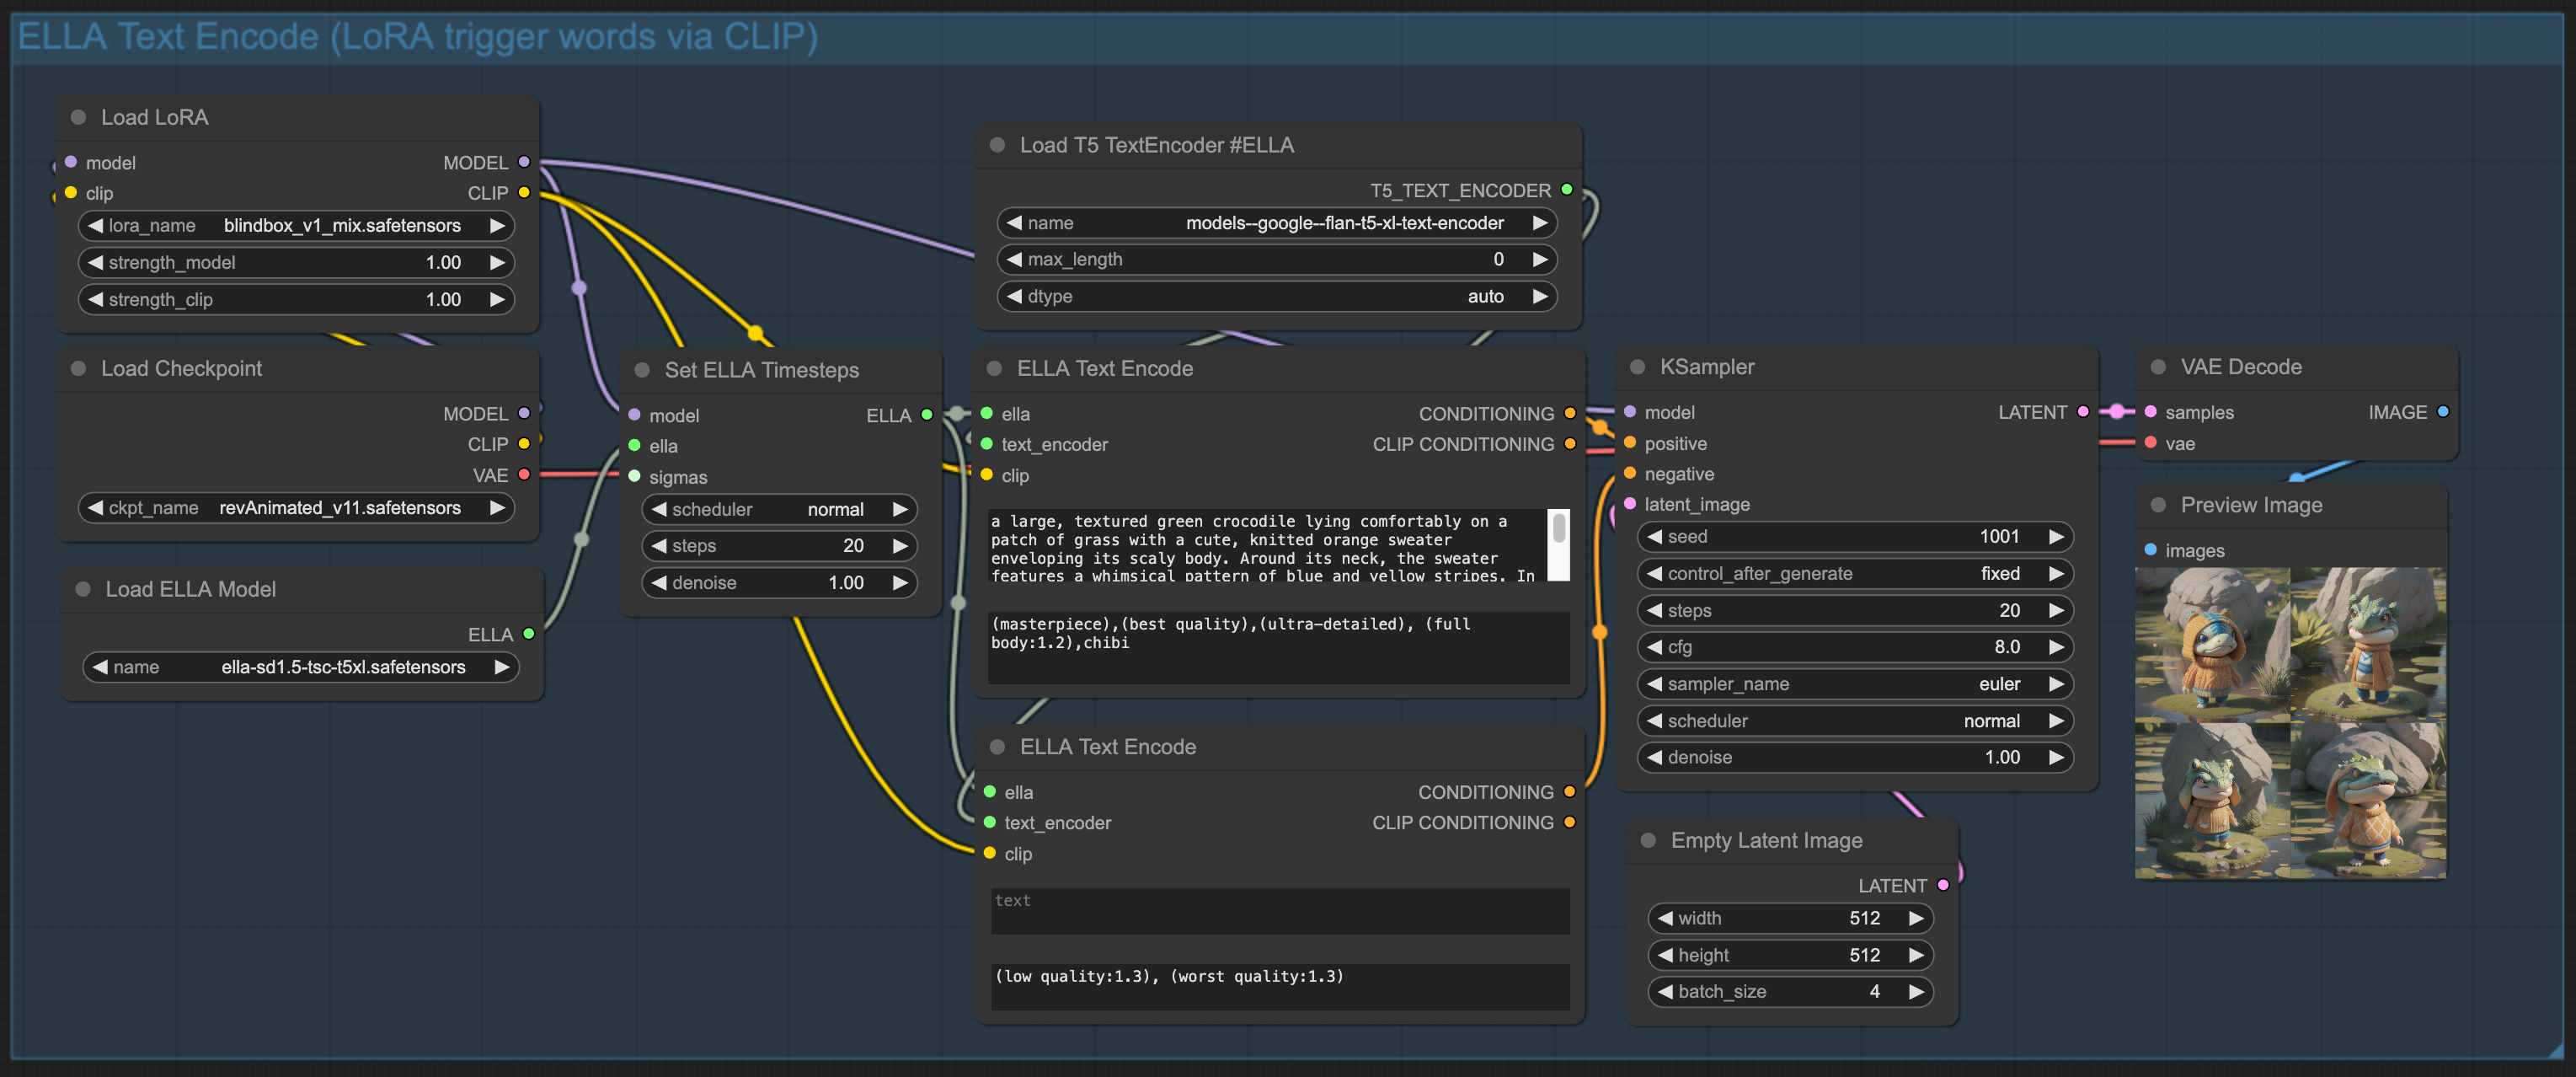 ELLA Text Encode (LoRA trigger words via CLIP)
Load LoRA
model MODEL
clip CLIP
lora_name blindbox_v1_mix.safetensors
strength_model 1.00
strength_clip 1.00
Load Checkpoint
MODEL
CLIP
VAE
ckpt_name revAnimated_v11.safetensors
Load ELLA Model
ELLA
name ella-sd1.5-tsc-t5xl.safetensors
Set ELLA Timesteps
model ELLA
ella
sigmas
scheduler normal
steps 20
denoise 1.00
Load T5 TextEncoder #ELLA
T5_TEXT_ENCODER
name models--google--flan-t5-xl-text-encoder
max_length 0
dtype auto
ELLA Text Encode
ella CONDITIONING
text_encoder CLIP CONDITIONING
clip
a large, textured green crocodile lying comfortably on a
patch of grass with a cute, knitted orange sweater
enveloping its scaly body. Around its neck, the sweater
features a whimsical pattern of blue and yellow stripes. In
(masterpiece),(best quality),(ultra-detailed), (full
body:1.2),chibi
ELLA Text Encode
ella CONDITIONING
text_encoder CLIP CONDITIONING
clip
text
(low quality:1.3), (worst quality:1.3)
KSampler
model LATENT
positive
negative
latent_image
seed 1001
control_after_generate fixed
steps 20
cfg 8.0
sampler_name euler
scheduler normal
denoise 1.00
Empty Latent Image
LATENT
width 512
height 512
batch_size 4
VAE Decode
samples IMAGE
vae
Preview Image
images